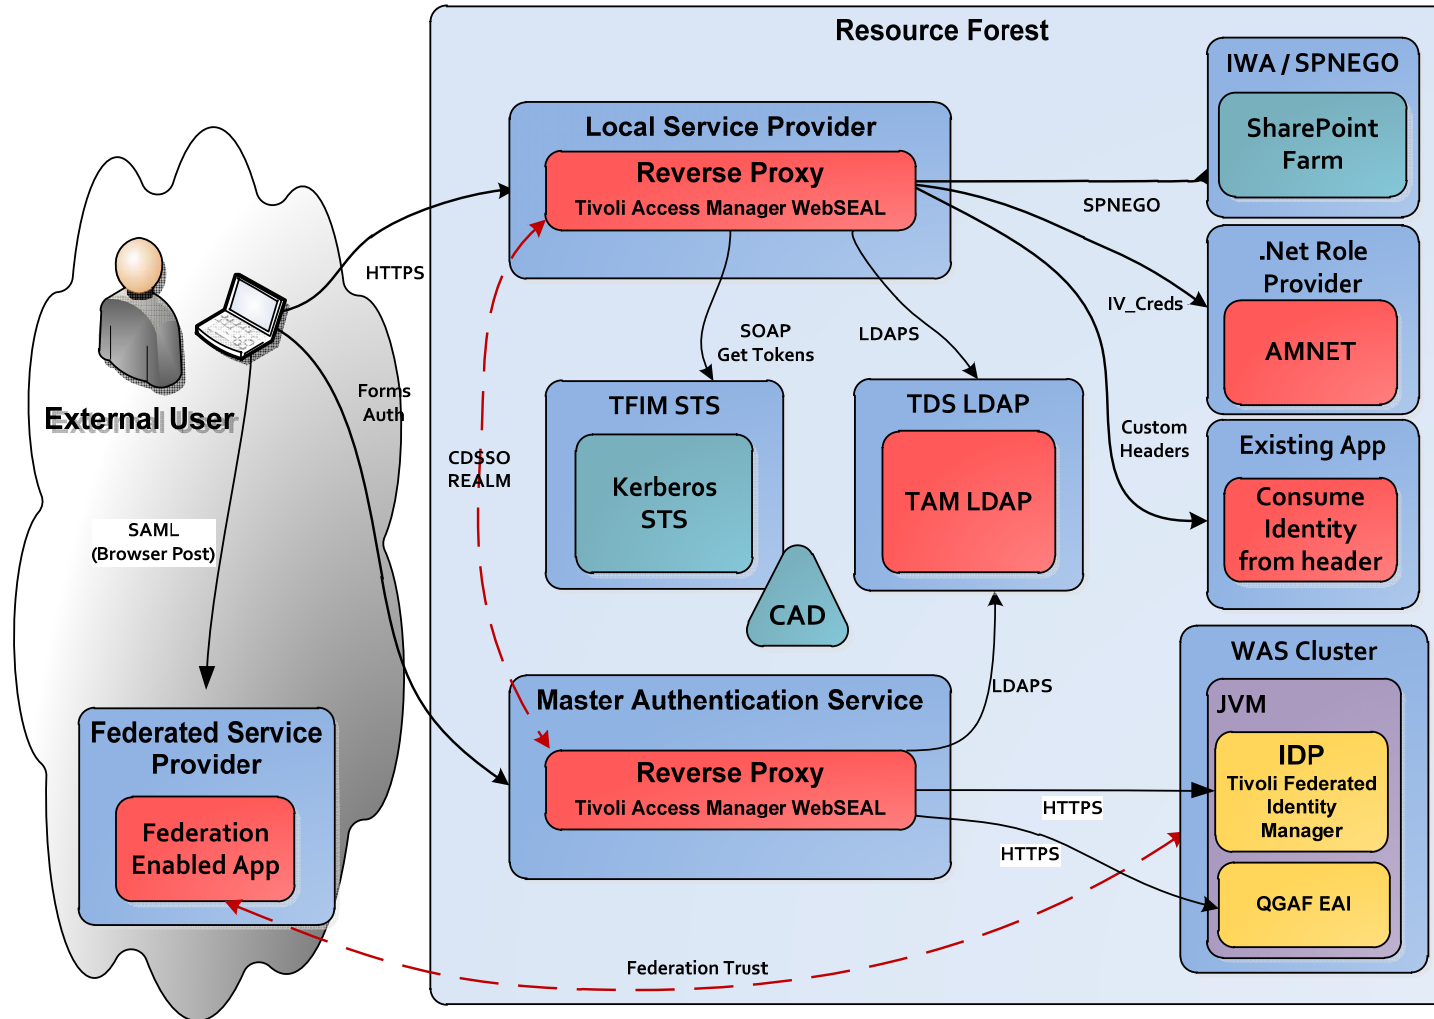 Resource Forest
IWA / SPNEGO
SharePoint
Farm
Local Service Provider
Reverse Proxy
Tivoli Access Manager WebSEAL
SPNEGO
.Net Role
Provider
AMNET
HTTPS
IV_Creds
SOAP
Get Tokens
LDAPS
External User
Forms
Auth
TFIM STS
Kerberos
STS
TDS LDAP
TAM LDAP
Custom
Headers
Existing App
Consume
Identity
from header
CDSSO
REALM
SAML
(Browser Post)
CAD
LDAPS
WAS Cluster
JVM
IDP
Tivoli Federated
Identity
Manager
QGAF EAI
Master Authentication Service
Reverse Proxy
Tivoli Access Manager WebSEAL
HTTPS
HTTPS
Federated Service
Provider
Federation
Enabled App
Federation Trust